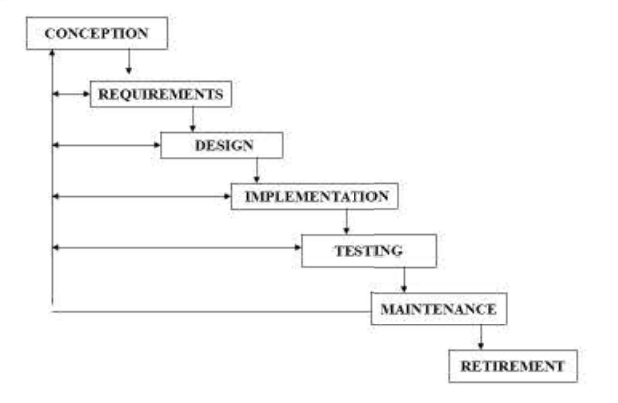 CONCEPTION
REQUIREMENTS
DESIGN
IMPLEMENTATION
TESTING
MAINTENANCE
RETIREMENT